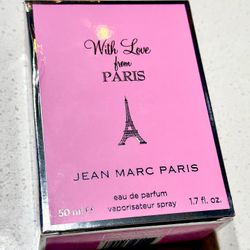 With Love
from
PARIS
JEAN MARC PARIS
eau de parfum
50 ml ℮ vaporisateur spray 1.7 fl. oz.